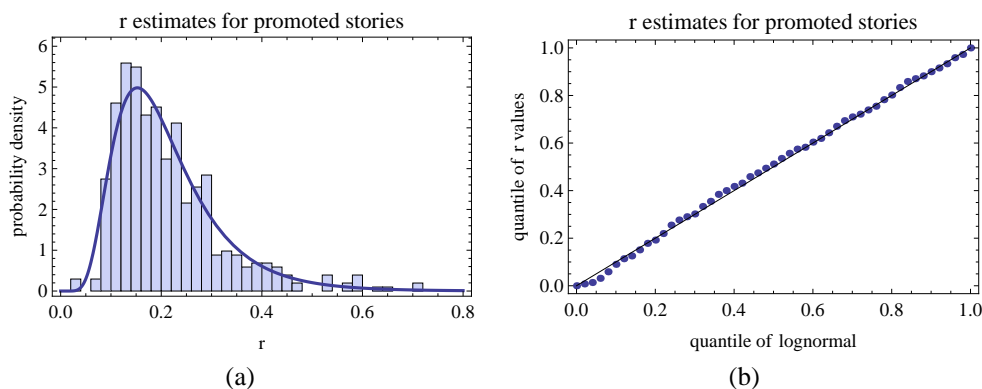 r estimates for promoted stories
probability density
6
5
4
3
2
1
0
0.0 0.2 0.4 0.6 0.8
r
(a)
r estimates for promoted stories
quantile of r values
1.0
0.8
0.6
0.4
0.2
0.0
0.0 0.2 0.4 0.6 0.8 1.0
quantile of lognormal
(b)